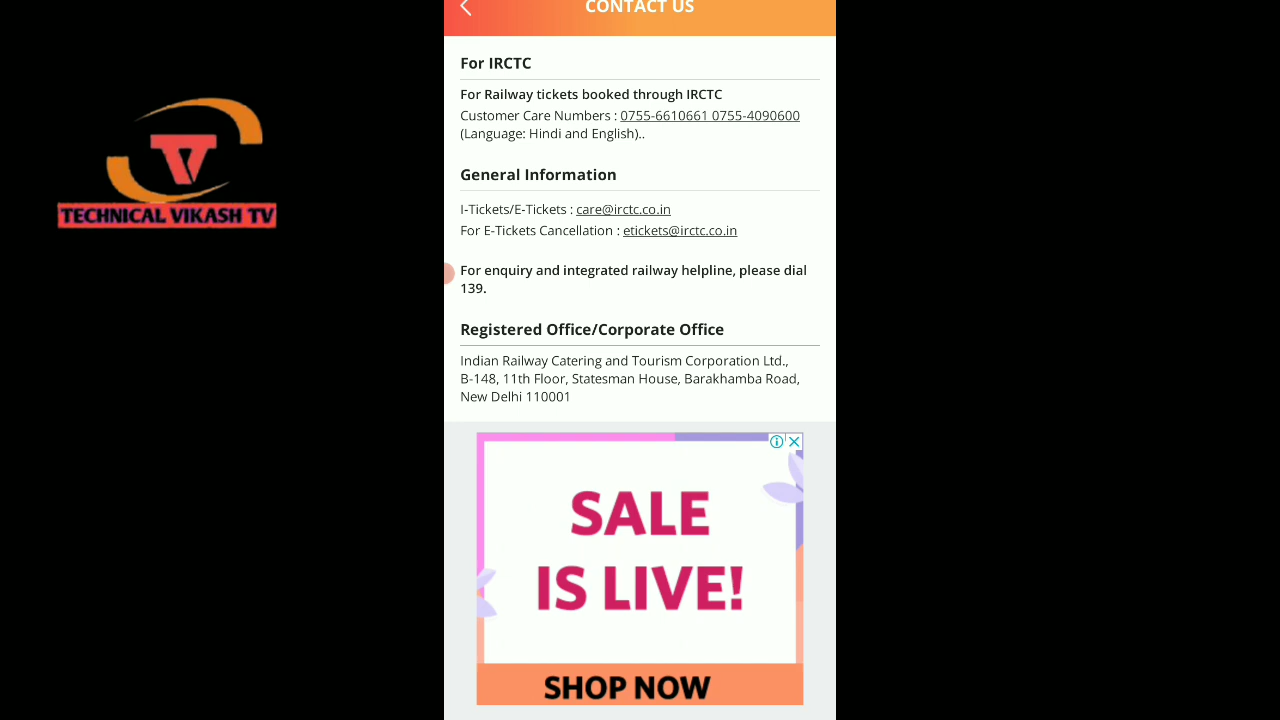 CONTACT US
For IRCTC
For Railway tickets booked through IRCTC
Customer Care Numbers : 0755-6610661 0755-4090600
(Language: Hindi and English)..
General Information
I-Tickets/E-Tickets : care@irctc.co.in
For E-Tickets Cancellation : etickets@irctc.co.in
For enquiry and integrated railway helpline, please dial
139.
Registered Office/Corporate Office
Indian Railway Catering and Tourism Corporation Ltd.,
B-148, 11th Floor, Statesman House, Barakhamba Road,
New Delhi 110001
SALE
IS LIVE!
SHOP NOW
TV
TECHNICAL VIKASH TV